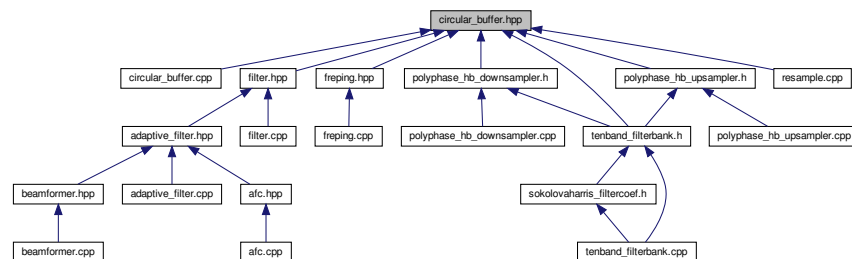 circular_buffer.hpp
circular_buffer.cpp
filter.hpp
freping.hpp
polyphase_hb_downsampler.h
polyphase_hb_upsampler.h
resample.cpp
adaptive_filter.hpp
filter.cpp
freping.cpp
polyphase_hb_downsampler.cpp
tenband_filterbank.h
polyphase_hb_upsampler.cpp
beamformer.hpp
adaptive_filter.cpp
afc.hpp
sokolovaharris_filtercoef.h
beamformer.cpp
afc.cpp
tenband_filterbank.cpp